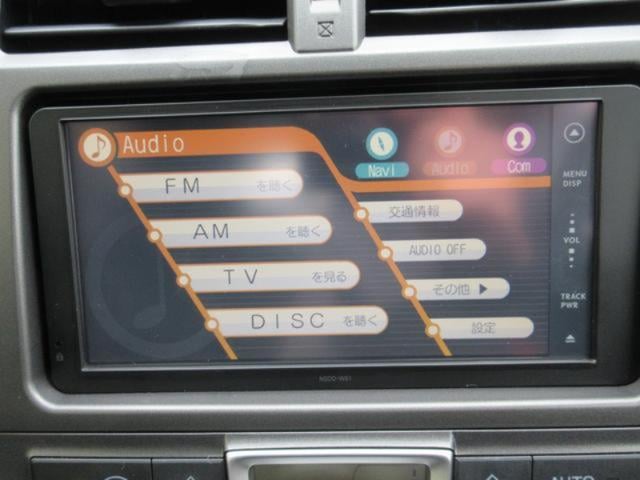 Audio
Navi
Audio
Com
FM を聴く
AM を聴く
TV を見る
DISC を聴く
交通情報
AUDIO OFF
その他 ▶
設定
MENU
DISP
VOL
TRACK
PWR
NSDD-W61
AUTO